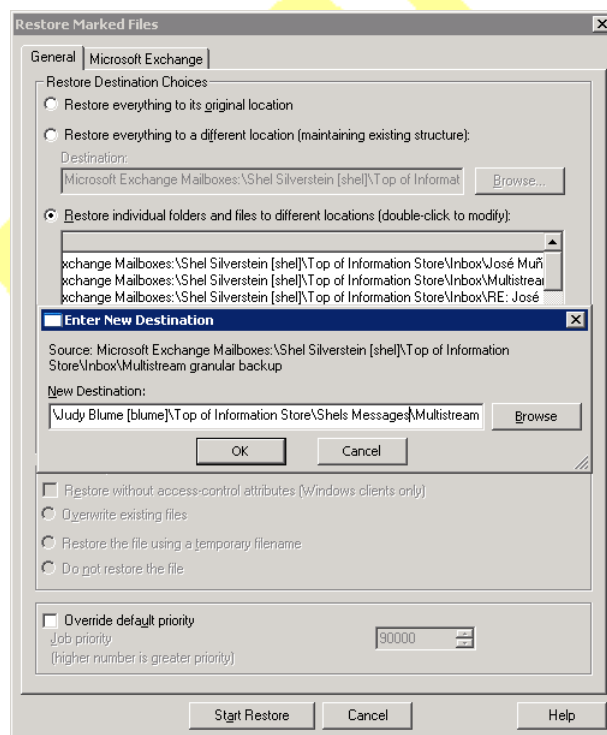 Restore Marked Files
General
Microsoft Exchange
Restore Destination Choices
Restore everything to its original location
Restore everything to a different location (maintaining existing structure):
Destination:
Microsoft Exchange Mailboxes:\Shel Silverstein [shel]\Top of Informat
Browse...
Restore individual folders and files to different locations (double-click to modify):
xchange Mailboxes:\Shel Silverstein [shel]\Top of Information Store\Inbox\José Muñ
xchange Mailboxes:\Shel Silverstein [shel]\Top of Information Store\Inbox\Multistrea
xchange Mailboxes:\Shel Silverstein [shel]\Top of Information Store\Inbox\RE: José
Enter New Destination
Source: Microsoft Exchange Mailboxes:\Shel Silverstein [shel]\Top of Information
Store\Inbox\Multistream granular backup
New Destination:
\Judy Blume [blume]\Top of Information Store\Shels Messages\Multistream
Browse
OK
Cancel
Restore without access-control attributes (Windows clients only)
Overwrite existing files
Restore the file using a temporary filename
Do not restore the file
Override default priority
Job priority
90000
(higher number is greater priority)
Start Restore
Cancel
Help